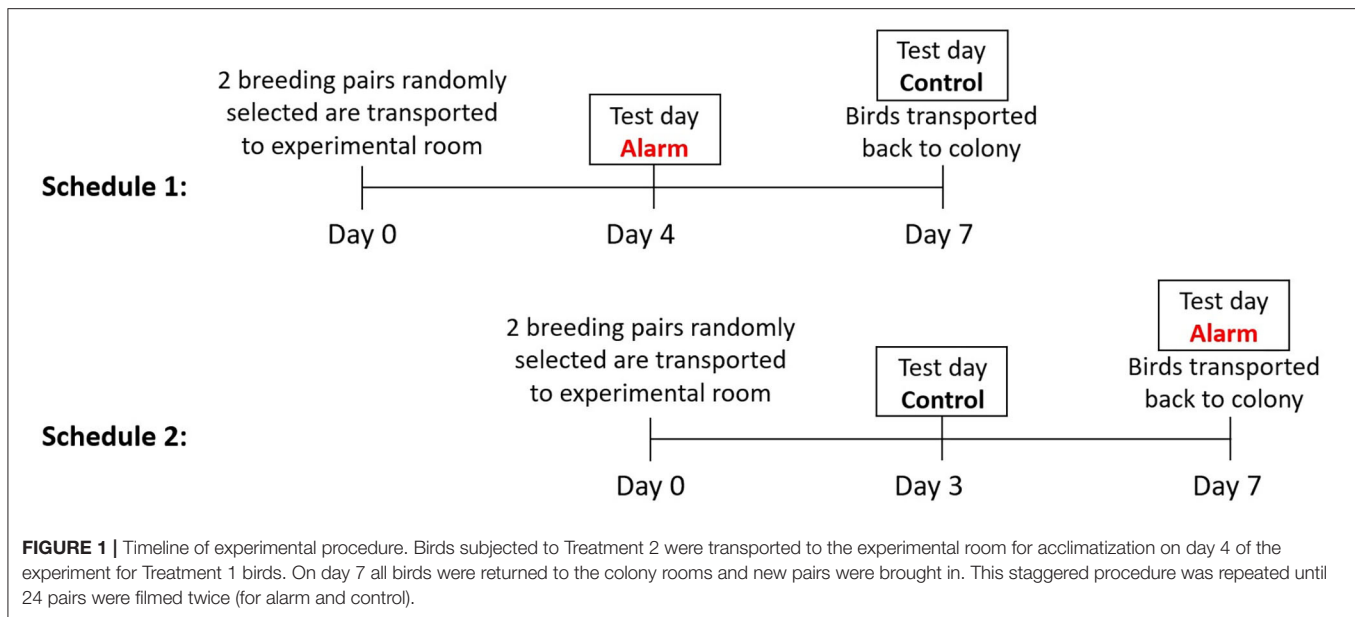 2 breeding pairs randomly
selected are transported
to experimental room
Test day
Alarm
Test day
Control
Birds transported
back to colony
Schedule 1:
Day 0
Day 4
Day 7
2 breeding pairs randomly
selected are transported
to experimental room
Test day
Control
Test day
Alarm
Birds transported
back to colony
Schedule 2:
Day 0
Day 3
Day 7
FIGURE 1 | Timeline of experimental procedure. Birds subjected to Treatment 2 were transported to the experimental room for acclimatization on day 4 of the
experiment for Treatment 1 birds. On day 7 all birds were returned to the colony rooms and new pairs were brought in. This staggered procedure was repeated until
24 pairs were filmed twice (for alarm and control).